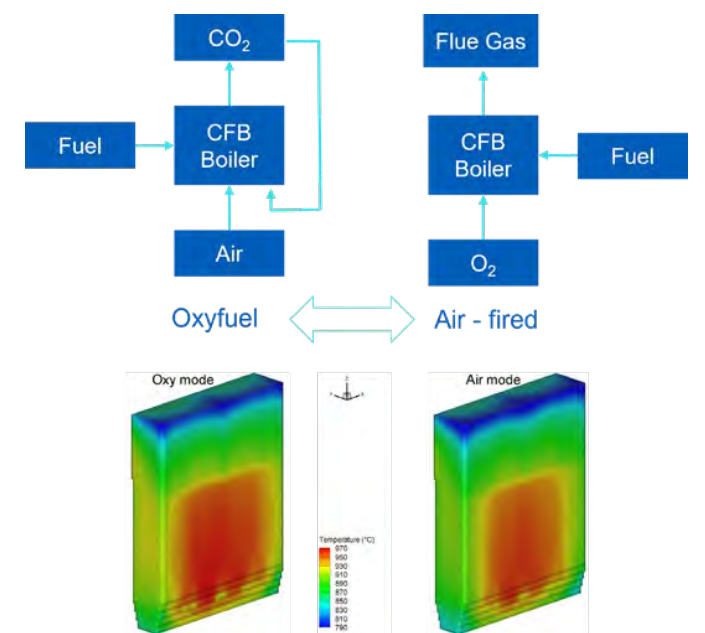 CO₂
Flue Gas
Fuel
CFB
Boiler
CFB
Boiler
Fuel
Air
O₂
Oxyfuel
Air - fired
Oxy mode
Air mode
Temperature (°C)
970
950
930
910
890
870
850
830
810
790